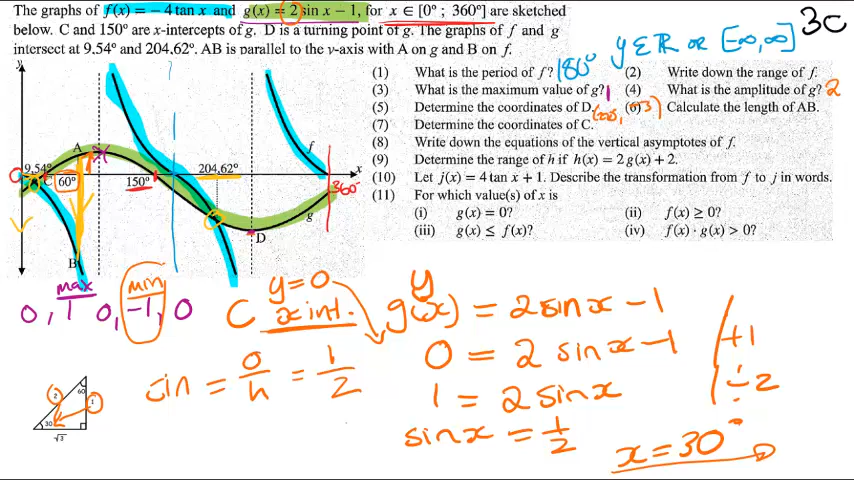 The graphs of f(x) = − 4 tan x and g(x) = 2 sin x − 1, for x ∈ [0° ; 360°] are sketched
below. C and 150° are x-intercepts of g. D is a turning point of g. The graphs of f and g
intersect at 9,54° and 204,62°. AB is parallel to the y-axis with A on g and B on f.
3C
y ∈ R or [-∞,∞]
(1) What is the period of f? 180°
(2) Write down the range of f.
(3) What is the maximum value of g? 1
(4) What is the amplitude of g? 2
(5) Determine the coordinates of D.
(6) Calculate the length of AB.
(7) Determine the coordinates of C.
(8) Write down the equations of the vertical asymptotes of f.
(9) Determine the range of h if h(x) = 2 g(x) + 2.
(10) Let j(x) = 4 tan x + 1. Describe the transformation from f to j in words.
(11) For which value(s) of x is
(i) g(x) = 0?
(ii) f(x) ≥ 0?
(iii) g(x) ≤ f(x)?
(iv) f(x) · g(x) > 0?
y
A
f
9,54°
204,62°
x
C
60°
150°
360°
g
D
B
max
min
0, 1 0, -1, 0
y=0
C x int.
y
g(x) = 2sinx − 1
0 = 2 sinx − 1
+1
1 = 2sinx
÷2
sinx = 1/2
x = 30°
sin = o/h = 1/2
2
60
1
30
√3